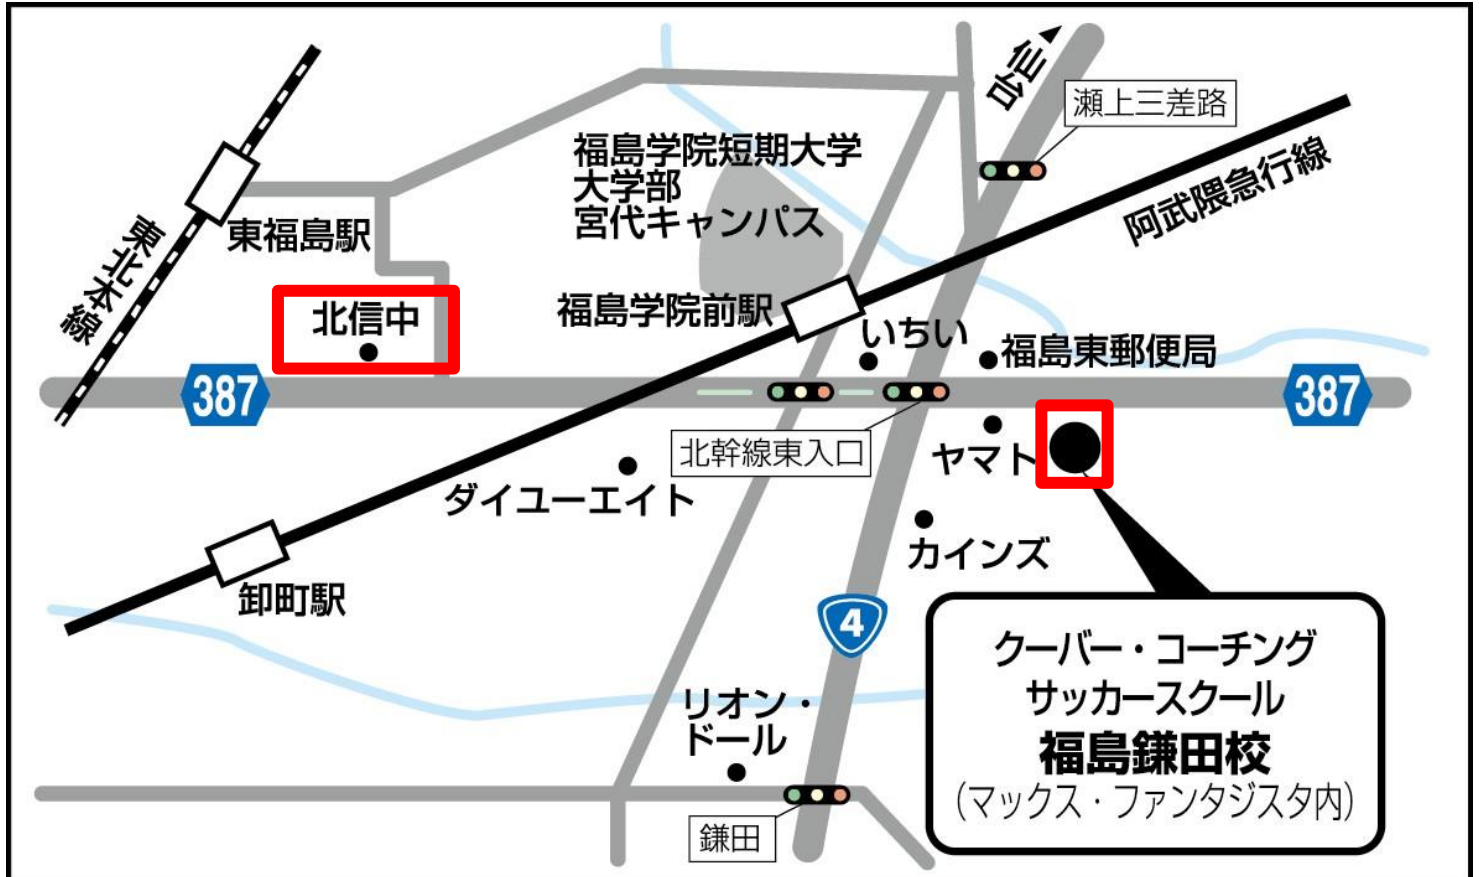 仙台
瀬上三差路
福島学院短期大学
大学部
宮代キャンパス
阿武隈急行線
東北本線
東福島駅
北信中
福島学院前駅
いちい
福島東郵便局
387
387
北幹線東入口
ヤマト
ダイユーエイト
カインズ
卸町駅
4
クーバー・コーチング
サッカースクール
福島鎌田校
(マックス・ファンタジスタ内)
リオン・
ドール
鎌田